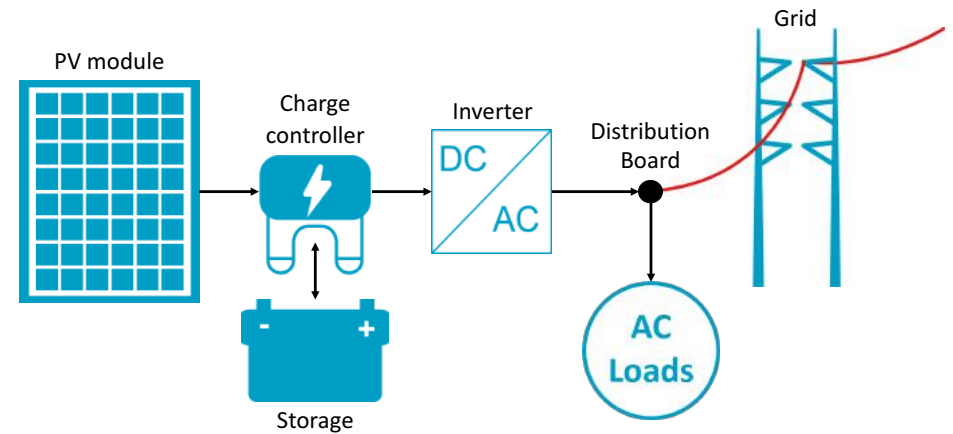 Grid
PV module
Charge
controller
Inverter
Distribution
Board
DC
AC
- +
AC
Loads
Storage